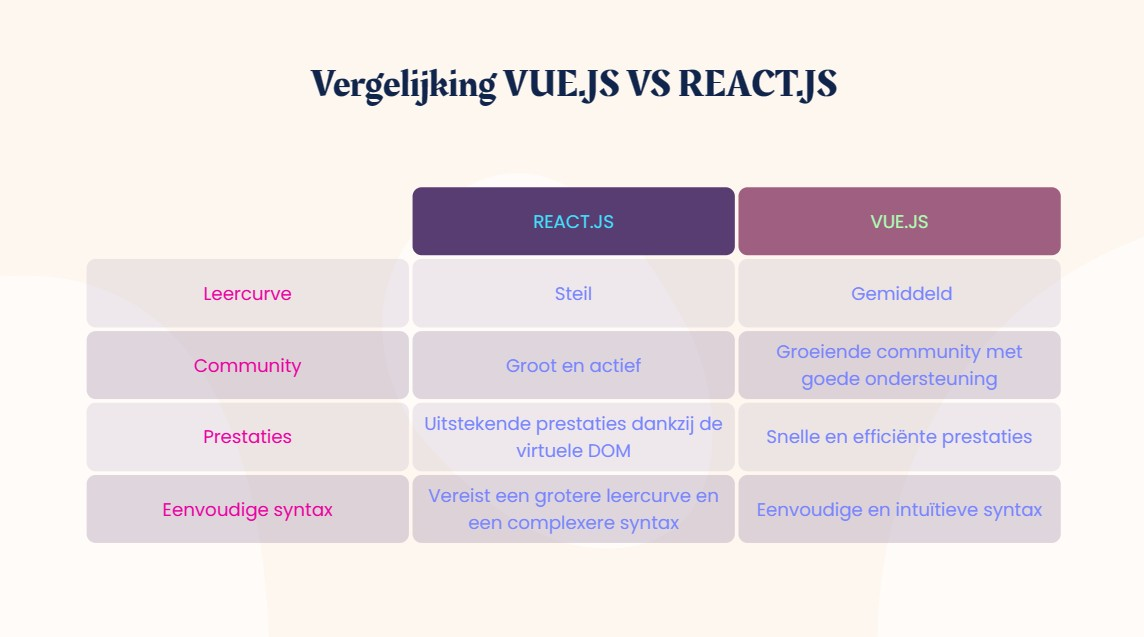 Vergelijking VUE.JS VS REACT.JS
REACT.JS
VUE.JS
Leercurve
Steil
Gemiddeld
Community
Groot en actief
Groeiende community met
goede ondersteuning
Prestaties
Uitstekende prestaties dankzij de
virtuele DOM
Snelle en efficiënte prestaties
Eenvoudige syntax
Vereist een grotere leercurve en
een complexere syntax
Eenvoudige en intuïtieve syntax